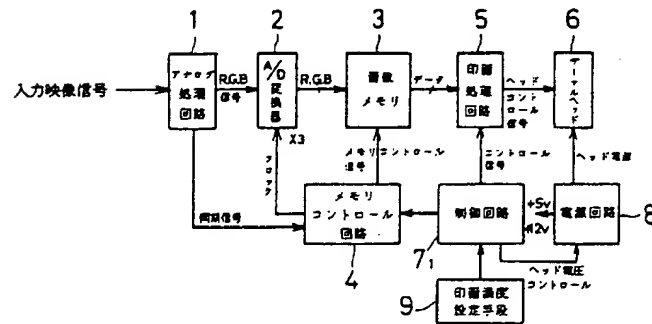 1
2
3
5
6
入力映像信号
アナログ
処理
回路
R.G.B
信号
A/D
変換器
X3
R.G.B
画像
メモリ
データ
印画
処理
回路
ヘッド
コント
ロール
信号
サーマルヘッド
クロック
メモリコントロール
信号
コントロール
信号
ヘッド電源
同期信号
メモリ
コントロール
回路
4
制御回路
7₁
+5v
12v
電源回路
8
ヘッド電圧
コントロール
9
印画濃度
設定手段